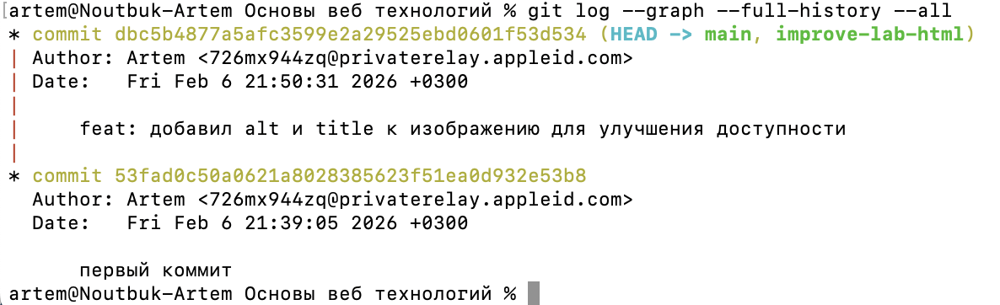 [artem@Noutbuk-Artem Основы веб технологий % git log --graph --full-history --all
* commit dbc5b4877a5afc3599e2a29525ebd0601f53d534 (HEAD -> main, improve-lab-html)
| Author: Artem <726mx944zq@privaterelay.appleid.com>
| Date:   Fri Feb 6 21:50:31 2026 +0300
|
|     feat: добавил alt и title к изображению для улучшения доступности
|
* commit 53fad0c50a0621a8028385623f51ea0d932e53b8
  Author: Artem <726mx944zq@privaterelay.appleid.com>
  Date:   Fri Feb 6 21:39:05 2026 +0300

      первый коммит
artem@Noutbuk-Artem Основы веб технологий %